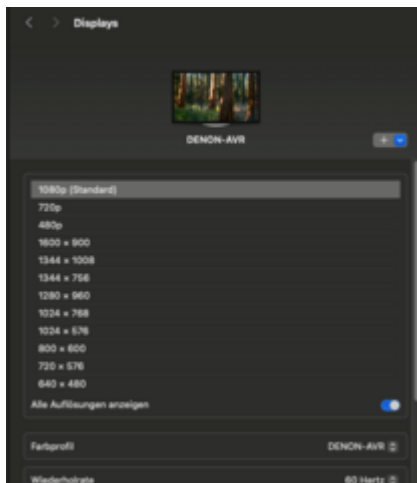 Displays
DENON-AVR
1080p (Standard)
720p
480p
1600 × 900
1344 × 1008
1344 × 756
1280 × 960
1024 × 768
1024 × 576
800 × 600
720 × 576
640 × 480
Alle Auflösungen anzeigen
Farbprofil DENON-AVR
Wiederholrate 60 Hertz